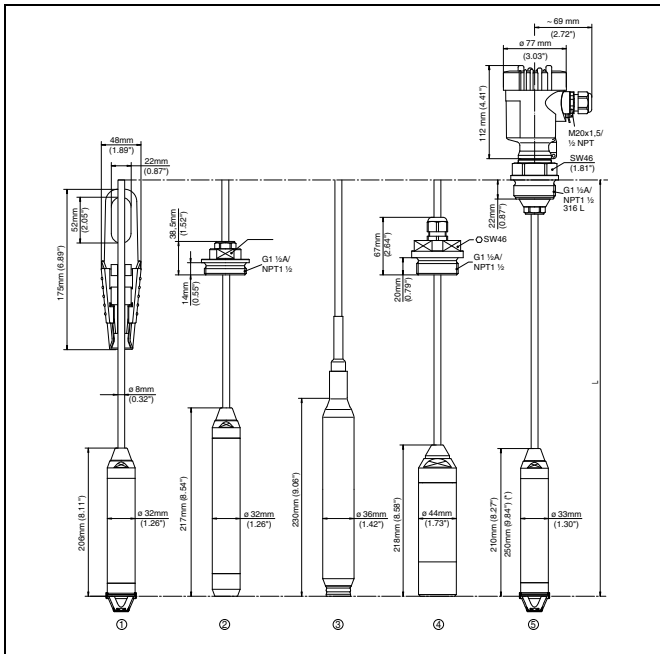 ~ 69 mm
(2.72")
ø 77 mm
(3.03")
112 mm (4.41")
M20x1,5/
½ NPT
SW46
(1.81")
G1 ½A/
NPT1 ½
316 L
22mm
(0.87")
48mm
(1.89")
22mm
(0.87")
52mm
(2.05")
175mm (6.89")
38,5mm
(1.52")
G1 ½A/
NPT1 ½
14mm
(0.55")
67mm
(2.64")
SW46
G1 ½A/
NPT1 ½
20mm
(0.79")
L
ø 8mm
(0.32")
206mm (8.11")
ø 32mm
(1.26")
217mm (8.54")
ø 32mm
(1.26")
230mm (9.06")
ø 36mm
(1.42")
218mm (8.58")
ø 44mm
(1.73")
210mm (8.27")
250mm (9.84") (*)
ø 33mm
(1.30")
① ② ③ ④ ⑤